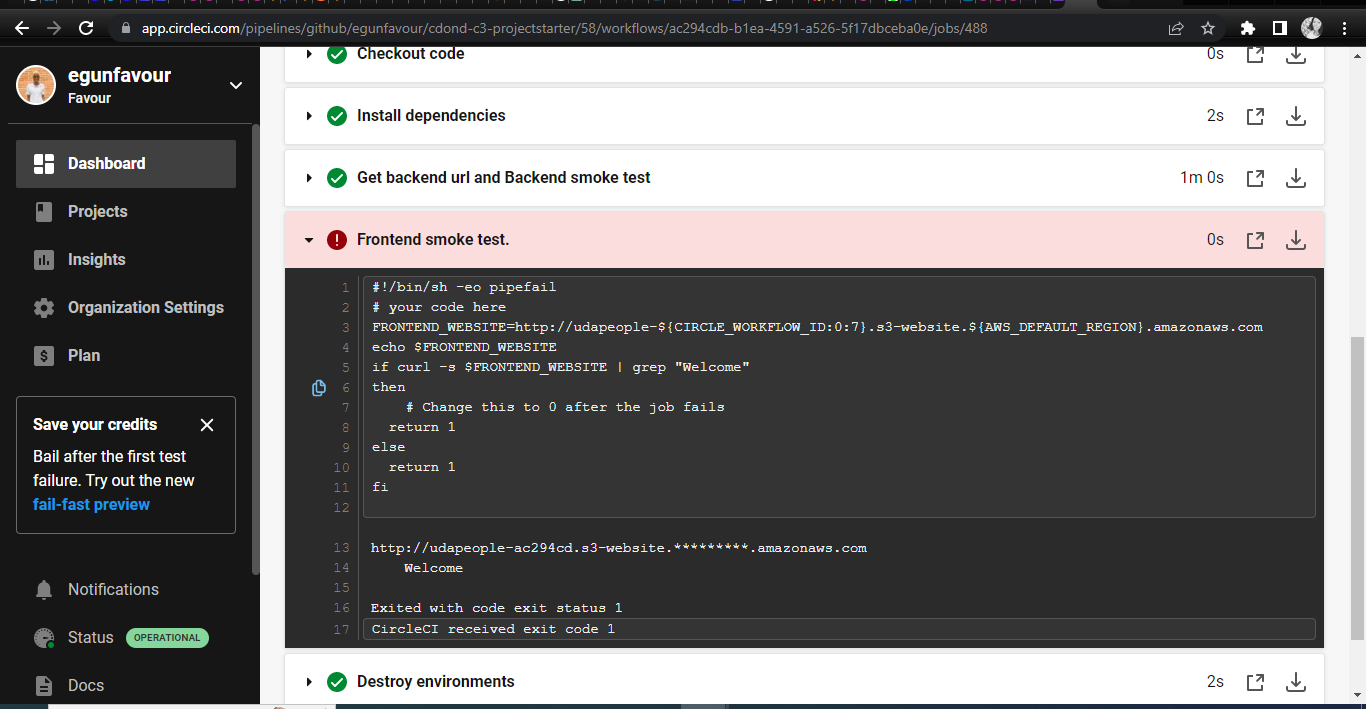 app.circleci.com/pipelines/github/egunfavour/cdond-c3-projectstarter/58/workflows/ac294cdb-b1ea-4591-a526-5f17dbceba0e/jobs/488
egunfavour
Favour
Dashboard
Projects
Insights
Organization Settings
Plan
Save your credits
Bail after the first test
failure. Try out the new
fail-fast preview
Notifications
Status OPERATIONAL
Docs
Checkout code 0s
Install dependencies 2s
Get backend url and Backend smoke test 1m 0s
Frontend smoke test. 0s
1 #!/bin/sh -eo pipefail
2 # your code here
3 FRONTEND_WEBSITE=http://udapeople-${CIRCLE_WORKFLOW_ID:0:7}.s3-website.${AWS_DEFAULT_REGION}.amazonaws.com
4 echo $FRONTEND_WEBSITE
5 if curl -s $FRONTEND_WEBSITE | grep "Welcome"
6 then
7 # Change this to 0 after the job fails
8 return 1
9 else
10 return 1
11 fi
12
13 http://udapeople-ac294cd.s3-website.*********.amazonaws.com
14 Welcome
15
16 Exited with code exit status 1
17 CircleCI received exit code 1
Destroy environments 2s